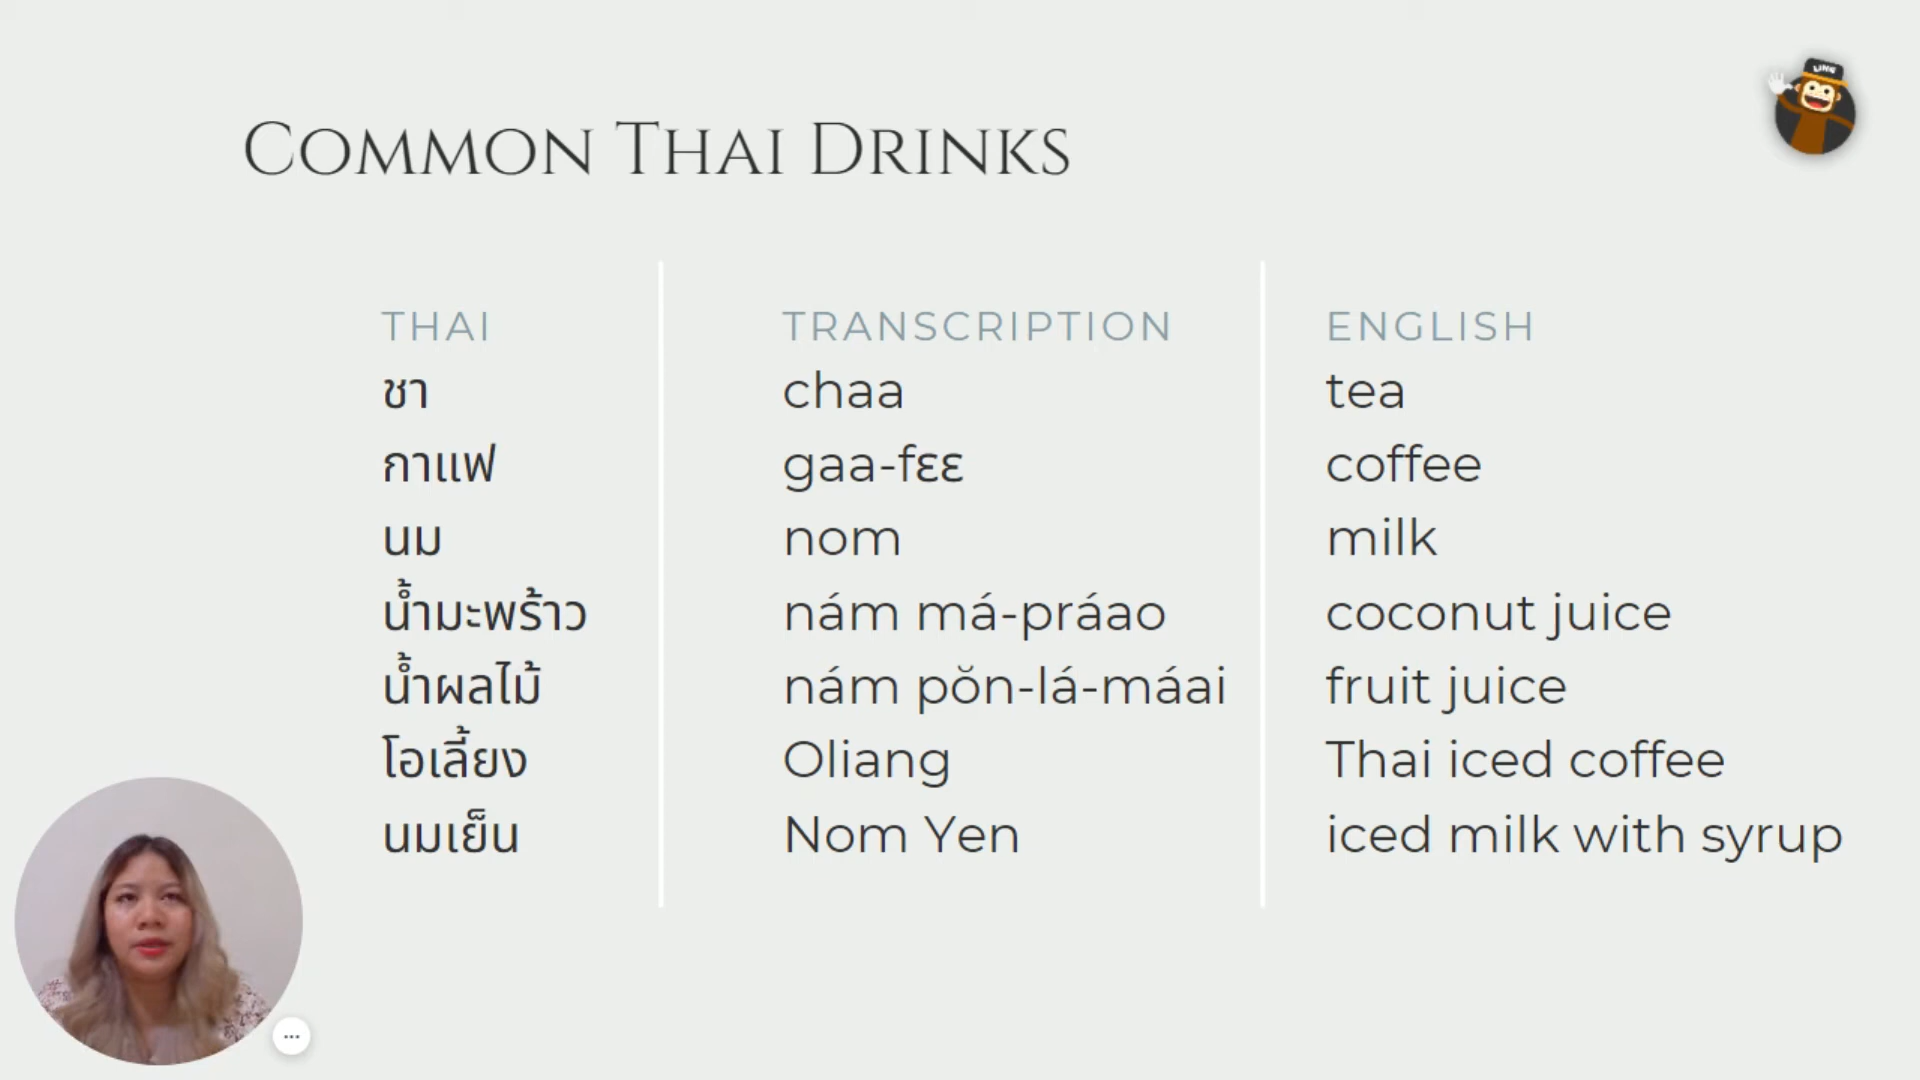 LING
COMMON THAI DRINKS
THAI TRANSCRIPTION ENGLISH
ชา chaa tea
กาแฟ gaa-fɛɛ coffee
นม nom milk
น้ำมะพร้าว nám má-práao coconut juice
น้ำผลไม้ nám pŏn-lá-máai fruit juice
โอเลี้ยง Oliang Thai iced coffee
นมเย็น Nom Yen iced milk with syrup